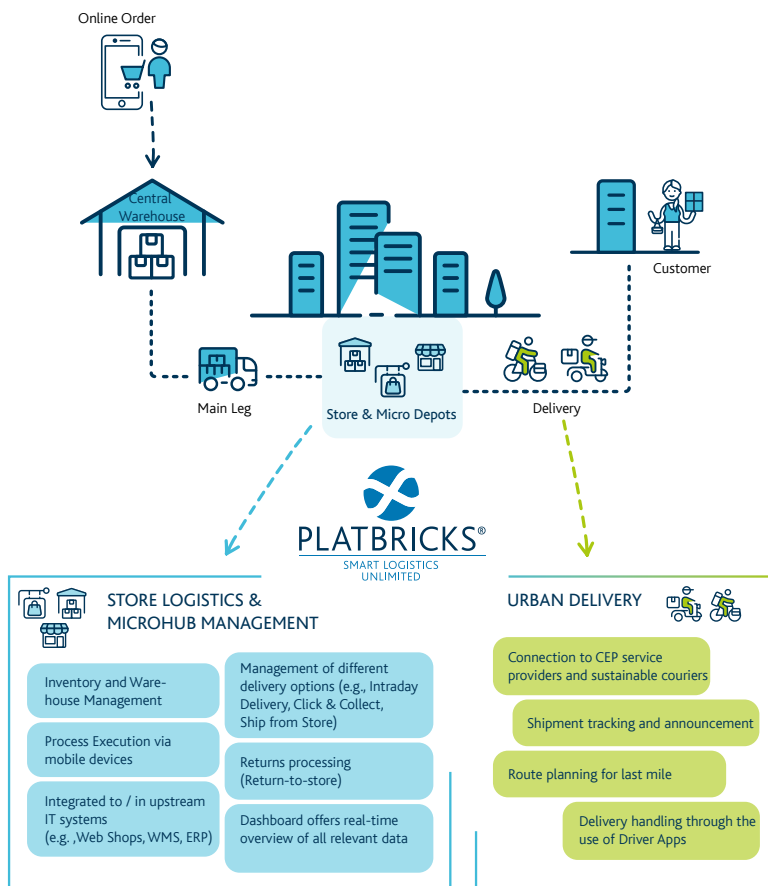 Online Order
Central
Warehouse
Customer
Main Leg
Store & Micro Depots
Delivery
PLATBRICKS®
SMART LOGISTICS
UNLIMITED
STORE LOGISTICS &
MICROHUB MANAGEMENT
Inventory and Ware-
house Management
Process Execution via
mobile devices
Integrated to / in upstream
IT systems
(e.g. ,Web Shops, WMS, ERP)
Management of different
delivery options (e.g., Intraday
Delivery, Click & Collect,
Ship from Store)
Returns processing
(Return-to-store)
Dashboard offers real-time
overview of all relevant data
URBAN DELIVERY
Connection to CEP service
providers and sustainable couriers
Shipment tracking and announcement
Route planning for last mile
Delivery handling through the
use of Driver Apps